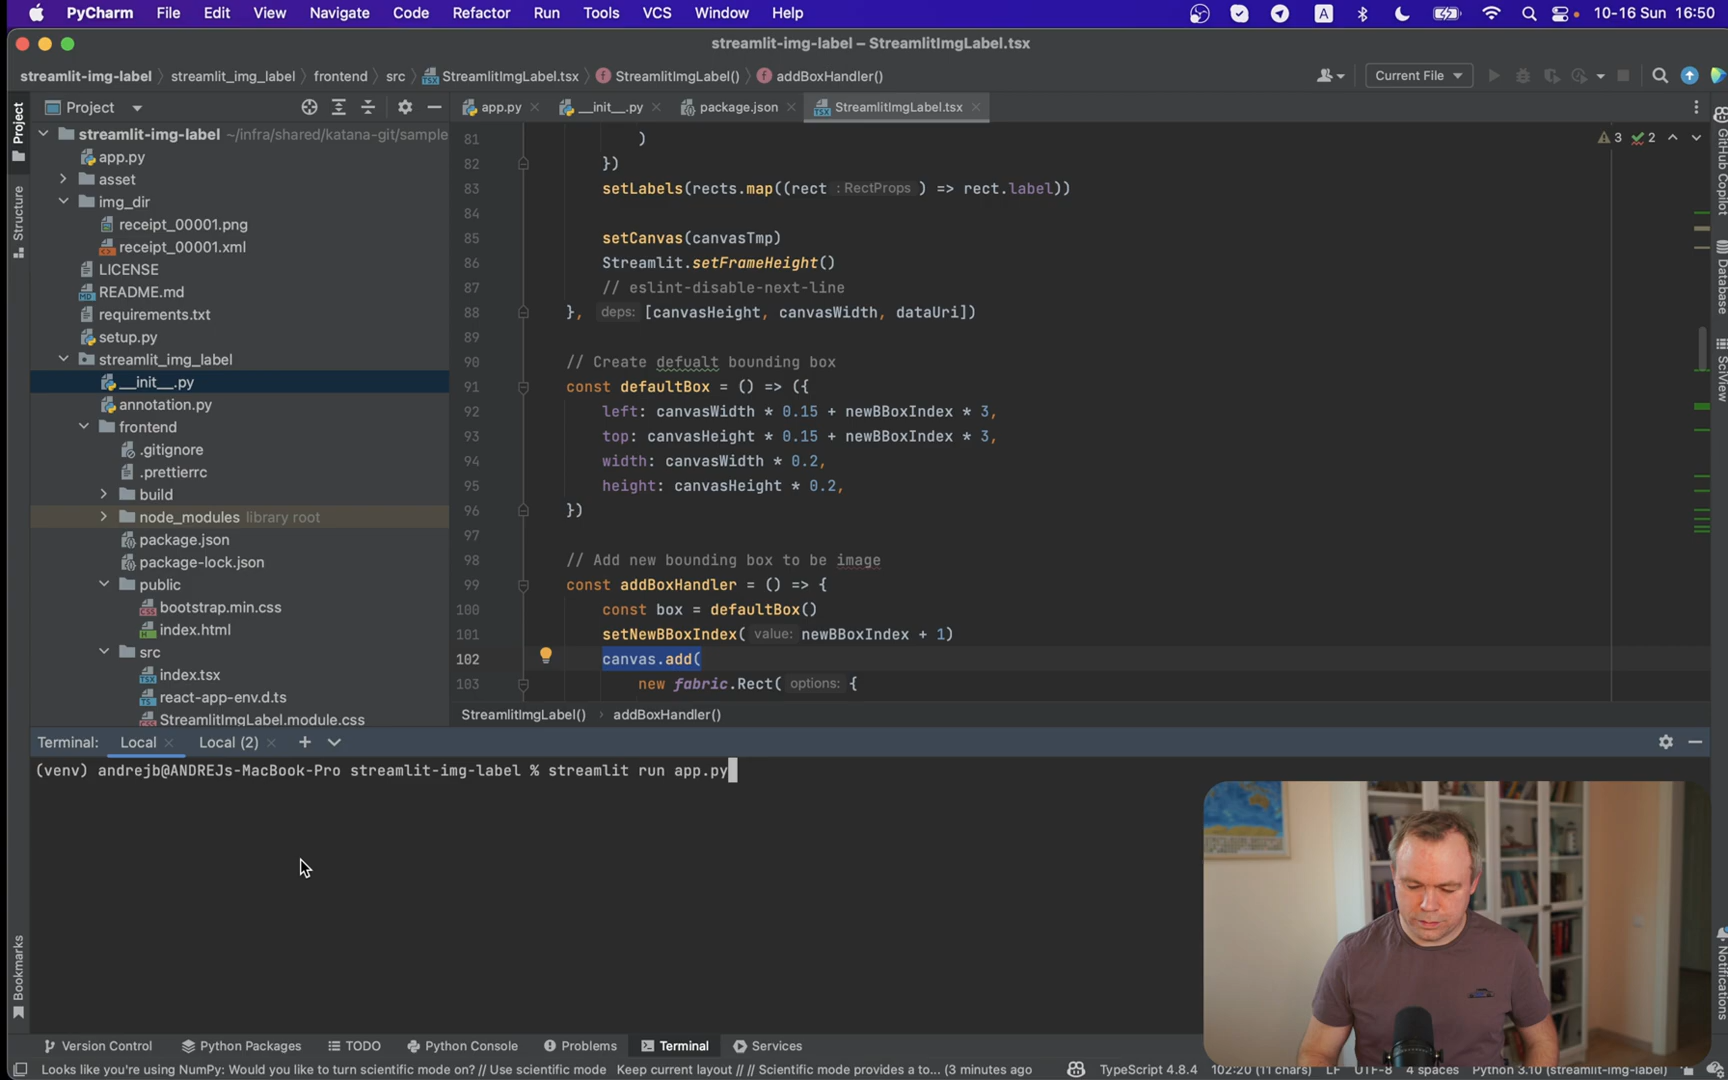 PyCharm File Edit View Navigate Code Refactor Run Tools VCS Window Help A 10-16 Sun 16:50
streamlit-img-label – StreamlitImgLabel.tsx
streamlit-img-label streamlit_img_label frontend src StreamlitImgLabel.tsx StreamlitImgLabel() addBoxHandler() Current File
Project
app.py __init__.py package.json StreamlitImgLabel.tsx
Project
Structure
Bookmarks
streamlit-img-label ~/infra/shared/katana-git/sample
app.py
asset
img_dir
receipt_00001.png
receipt_00001.xml
LICENSE
README.md
requirements.txt
setup.py
streamlit_img_label
__init__.py
annotation.py
frontend
.gitignore
.prettierrc
build
node_modules library root
package.json
package-lock.json
public
bootstrap.min.css
index.html
src
index.tsx
react-app-env.d.ts
StreamlitImgLabel.module.css
3 2
81 )
82 })
83 setLabels(rects.map((rect : RectProps ) => rect.label))
84
85 setCanvas(canvasTmp)
86 Streamlit.setFrameHeight()
87 // eslint-disable-next-line
88 }, deps: [canvasHeight, canvasWidth, dataUri])
89
90 // Create defualt bounding box
91 const defaultBox = () => ({
92 left: canvasWidth * 0.15 + newBBoxIndex * 3,
93 top: canvasHeight * 0.15 + newBBoxIndex * 3,
94 width: canvasWidth * 0.2,
95 height: canvasHeight * 0.2,
96 })
97
98 // Add new bounding box to be image
99 const addBoxHandler = () => {
100 const box = defaultBox()
101 setNewBBoxIndex( value: newBBoxIndex + 1)
102 canvas.add(
103 new fabric.Rect( options: {
StreamlitImgLabel() addBoxHandler()
GitHub Copilot
Database
SciView
Notifications
Terminal: Local Local (2)
(venv) andrejb@ANDREJs-MacBook-Pro streamlit-img-label % streamlit run app.py
Version Control Python Packages TODO Python Console Problems Terminal Services
Looks like you're using NumPy: Would you like to turn scientific mode on? // Use scientific mode Keep current layout // // Scientific mode provides a to... (3 minutes ago TypeScript 4.8.4 102:20 (11 chars) LF UTF-8 4 spaces Python 3.10 (streamlit-img-label)